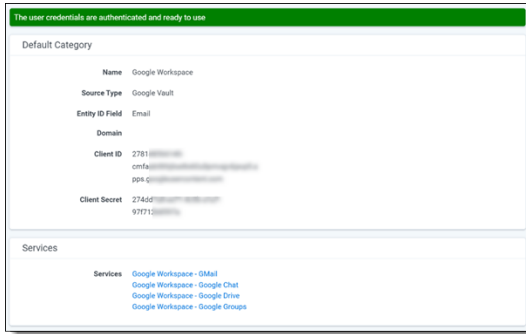 The user credentials are authenticated and ready to use
Default Category
Name Google Workspace
Source Type Google Vault
Entity ID Field Email
Domain
Client ID 2781
cmfa
pps.g
Client Secret 274dd
97f71
Services
Services Google Workspace - GMail
Google Workspace - Google Chat
Google Workspace - Google Drive
Google Workspace - Google Groups